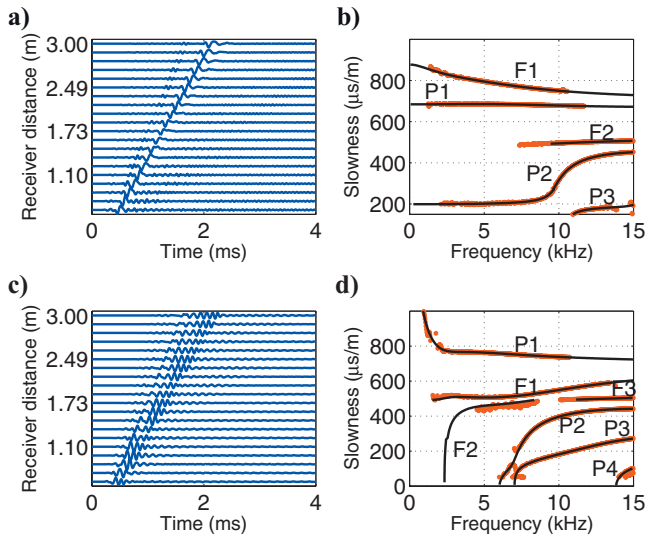 a)
Receiver distance (m)
3.00
2.49
1.73
1.10
0
2
4
Time (ms)
b)
Slowness (µs/m)
800
600
400
200
0
5
10
15
Frequency (kHz)
F1
P1
F2
P2
P3
c)
Receiver distance (m)
3.00
2.49
1.73
1.10
0
2
4
Time (ms)
d)
Slowness (µs/m)
800
600
400
200
0
0
5
10
15
Frequency (kHz)
P1
F1
F3
F2
P2
P3
P4